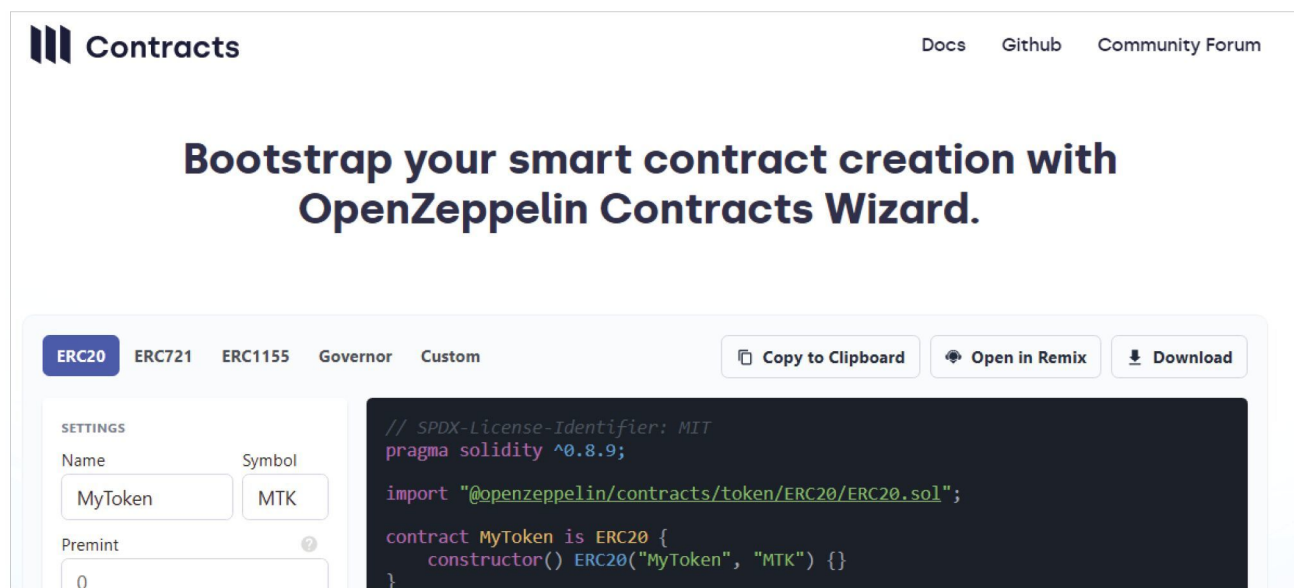 Contracts
Docs Github Community Forum
Bootstrap your smart contract creation with
OpenZeppelin Contracts Wizard.
ERC20 ERC721 ERC1155 Governor Custom
Copy to Clipboard Open in Remix Download
SETTINGS
Name Symbol
MyToken MTK
Premint ?
0
// SPDX-License-Identifier: MIT
pragma solidity ^0.8.9;
import "@openzeppelin/contracts/token/ERC20/ERC20.sol";
contract MyToken is ERC20 {
    constructor() ERC20("MyToken", "MTK") {}
}